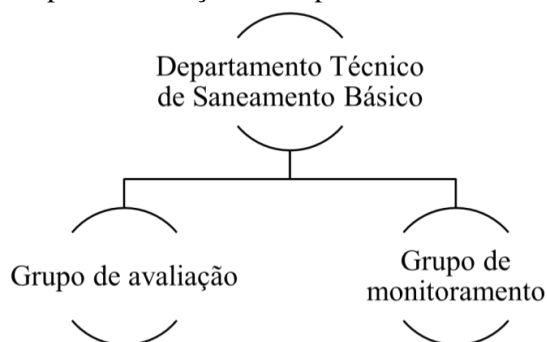 Departamento Técnico
de Saneamento Básico
Grupo de avaliação
Grupo de
monitoramento